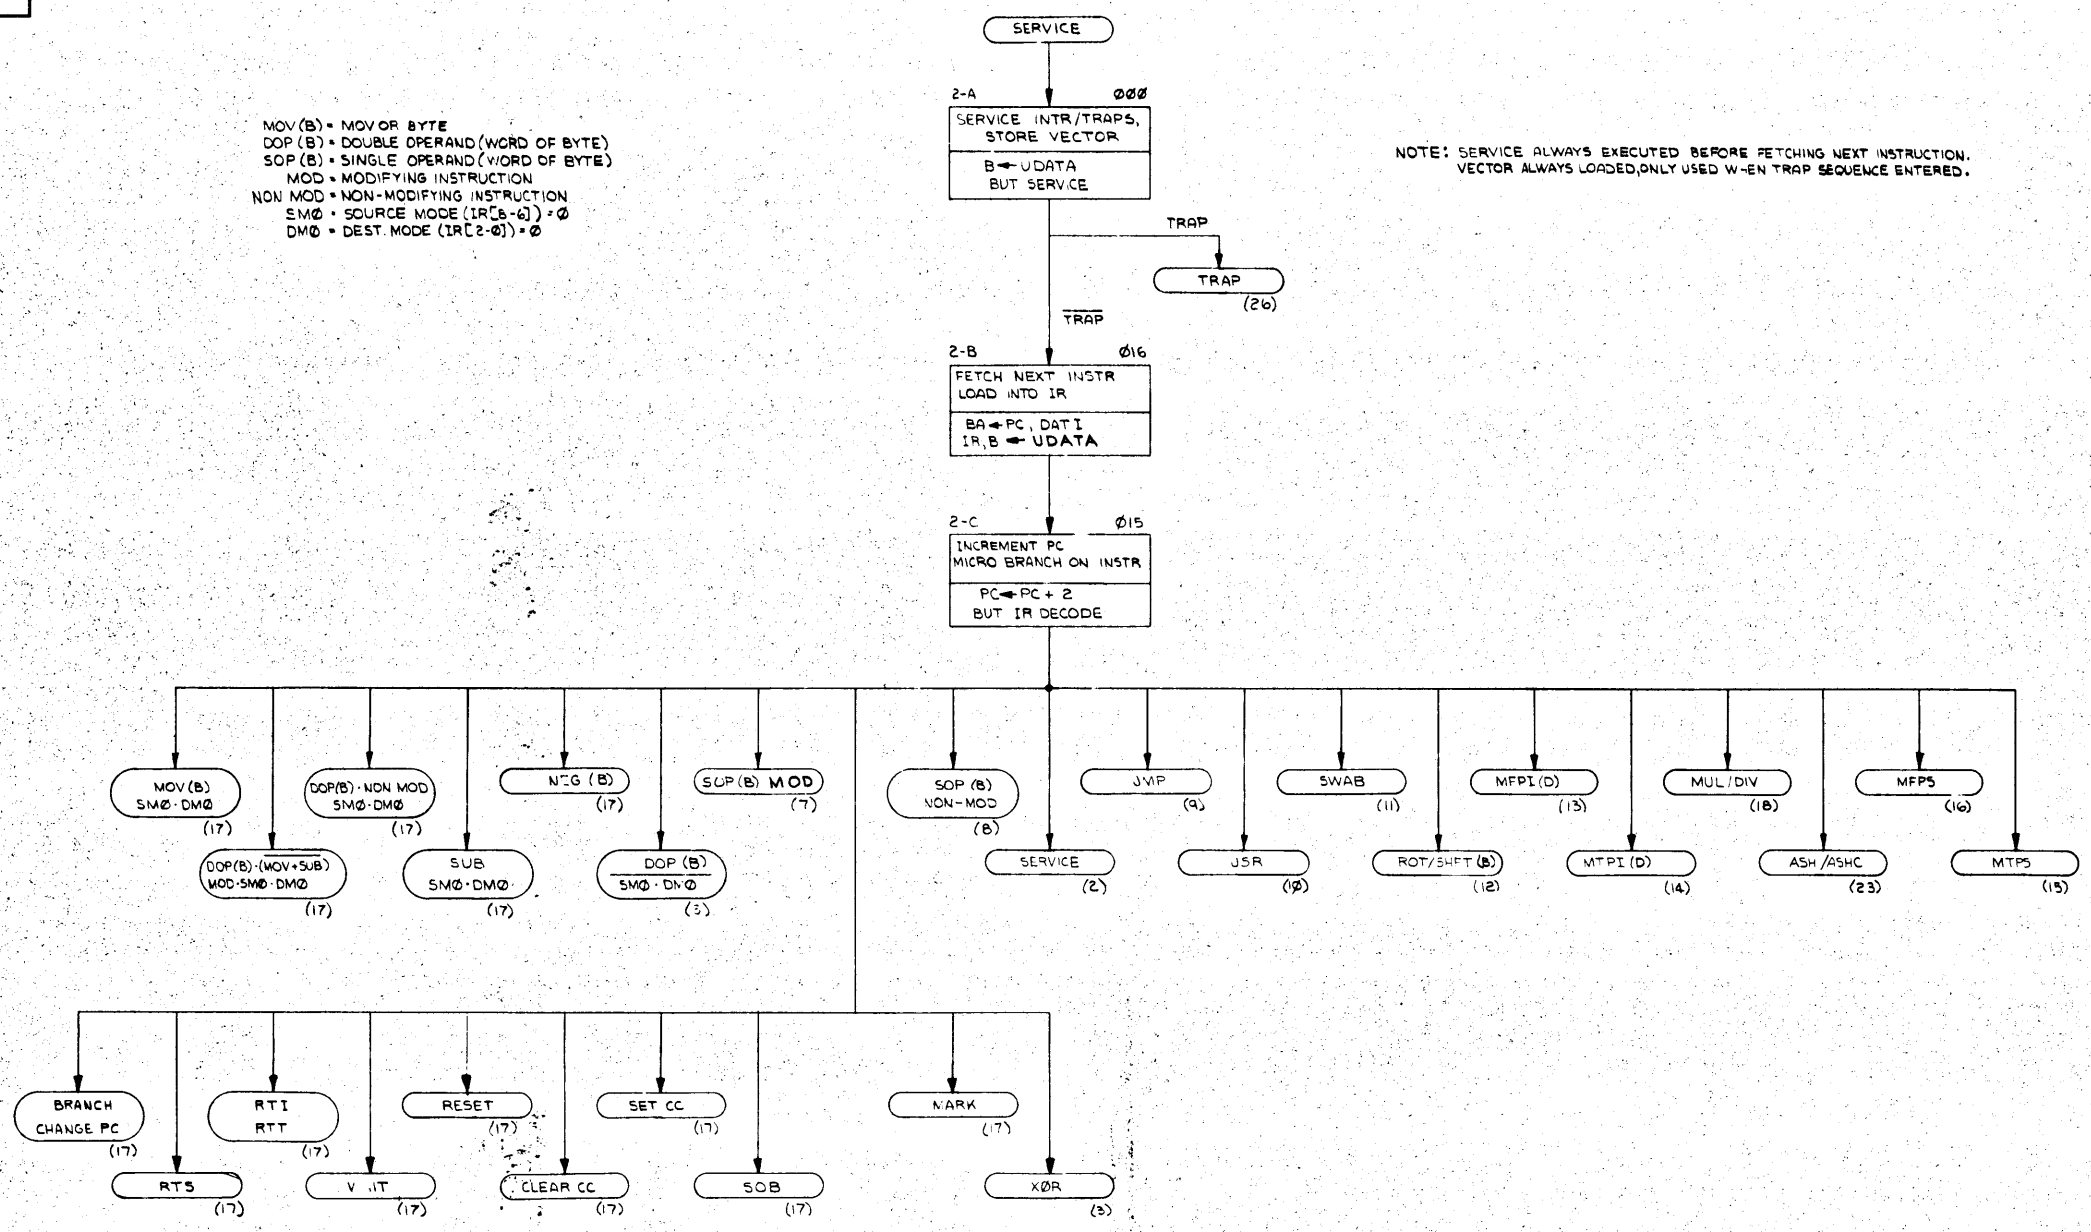 SERVICE
2-A ØØØ
SERVICE INTR/TRAPS,
STORE VECTOR
B←UDATA
BUT SERVICE
MOV(B) = MOV OR BYTE
DOP(B) = DOUBLE OPERAND (WORD OF BYTE)
SOP(B) = SINGLE OPERAND (WORD OF BYTE)
MOD = MODIFYING INSTRUCTION
NON MOD = NON-MODIFYING INSTRUCTION
SMØ = SOURCE MODE (IR[8-6]) = Ø
DMØ = DEST. MODE (IR[2-Ø]) = Ø
NOTE: SERVICE ALWAYS EXECUTED BEFORE FETCHING NEXT INSTRUCTION.
VECTOR ALWAYS LOADED, ONLY USED WHEN TRAP SEQUENCE ENTERED.
TRAP
TRAP
(26)
TRAP
2-B Ø16
FETCH NEXT INSTR
LOAD INTO IR
BA←PC, DATI
IR,B ← UDATA
2-C Ø15
INCREMENT PC
MICRO BRANCH ON INSTR
PC←PC + 2
BUT IR DECODE
MOV(B)
SMØ·DMØ
(17)
DOP(B)·NON MOD
SMØ·DMØ
(17)
NEG (B)
(17)
SOP(B) MOD
(7)
SOP (B)
NON-MOD
(8)
JMP
(9)
SWAB
(11)
MFPI(D)
(13)
MUL/DIV
(18)
MFPS
(16)
DOP(B)·(MOV+SUB)
MOD·SMØ·DMØ
(17)
SUB
SMØ·DMØ
(17)
DOP (B)
SMØ·DMØ
(3)
SERVICE
(2)
JSR
(1Ø)
ROT/SHFT(B)
(12)
MTPI(D)
(14)
ASH/ASHC
(23)
MTPS
(15)
BRANCH
CHANGE PC
(17)
RTI
RTT
(17)
RESET
(17)
SET CC
(17)
MARK
(17)
RTS
(17)
WAIT
(17)
CLEAR CC
(17)
SOB
(17)
XØR
(3)